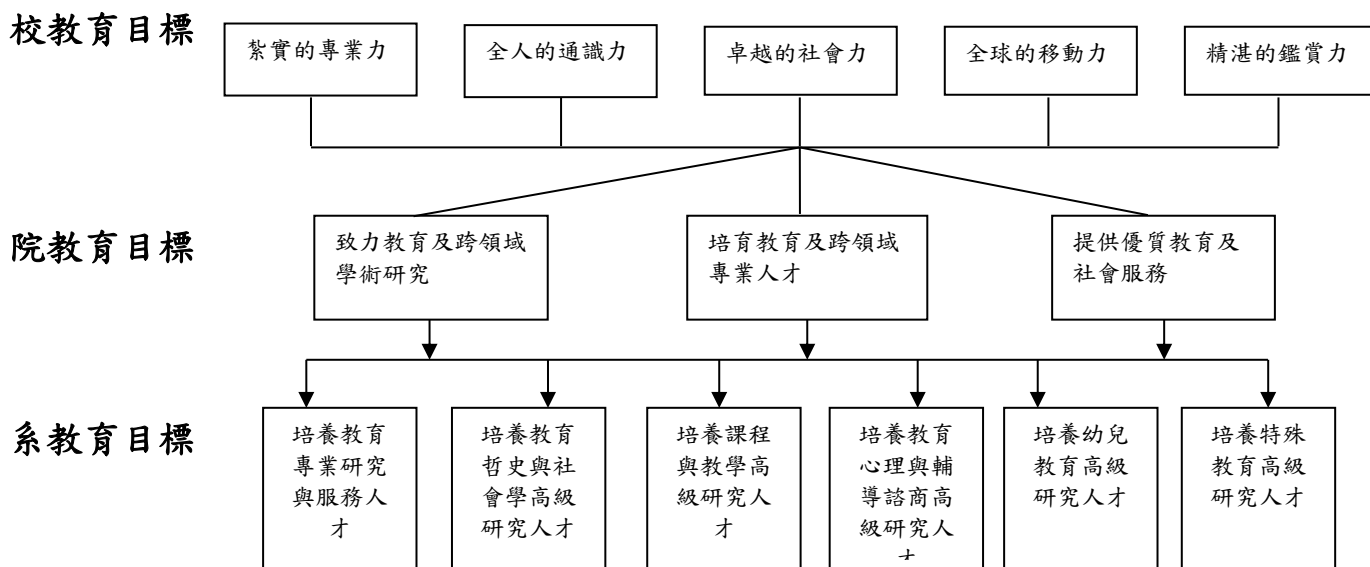 校教育目標
紮實的專業力
全人的通識力
卓越的社會力
全球的移動力
精湛的鑑賞力
院教育目標
致力教育及跨領域
學術研究
培育教育及跨領域
專業人才
提供優質教育及
社會服務
系教育目標
培養教育
專業研究
與服務人
才
培養教育
哲史與社
會學高級
研究人才
培養課程
與教學高
級研究人
才
培養教育
心理與輔
導諮商高
級研究人
才
培養幼兒
教育高級
研究人才
培養特殊
教育高級
研究人才